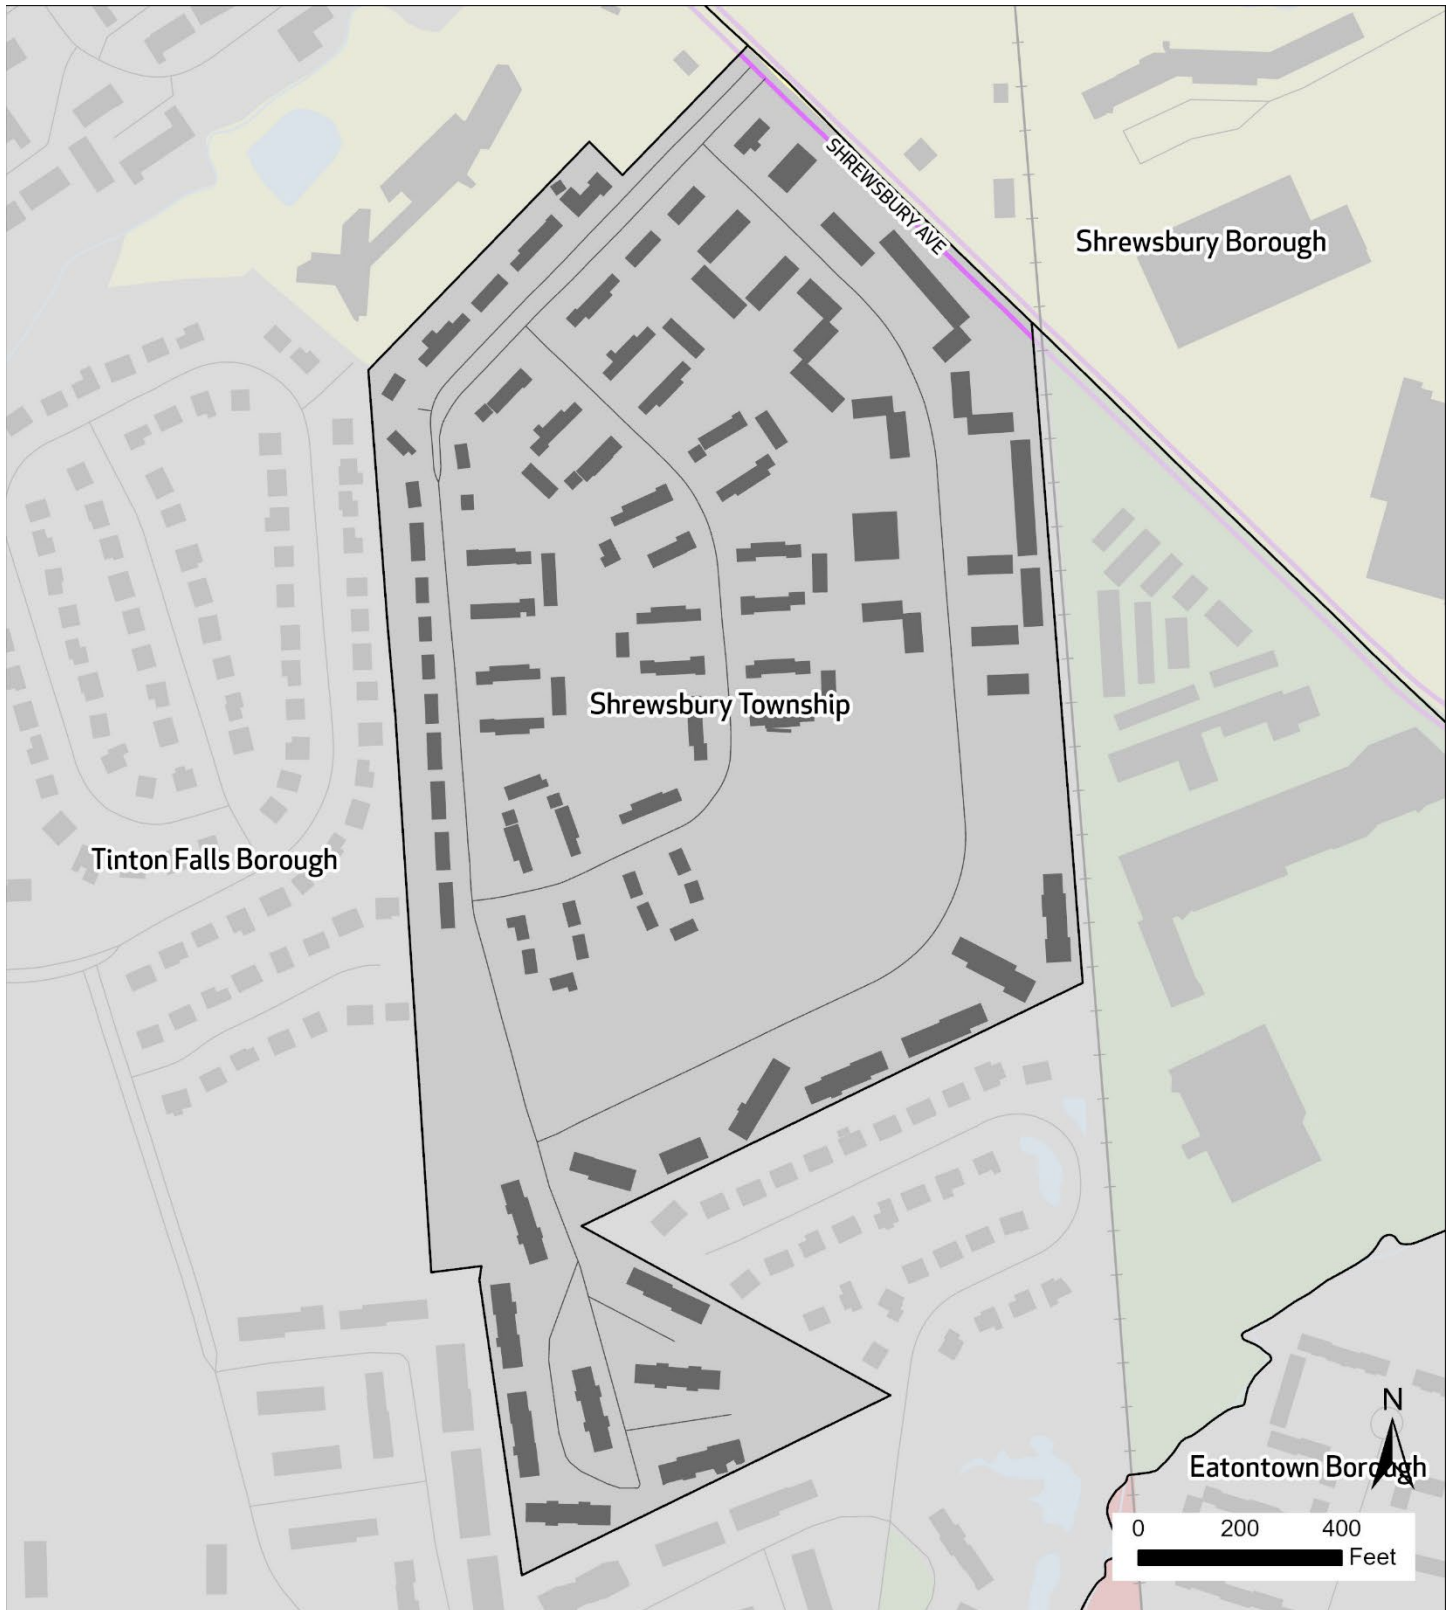 SHREWSBURY AVE
Shrewsbury Borough
Shrewsbury Township
Tinton Falls Borough
N
Eatontown Borough
0 200 400
Feet